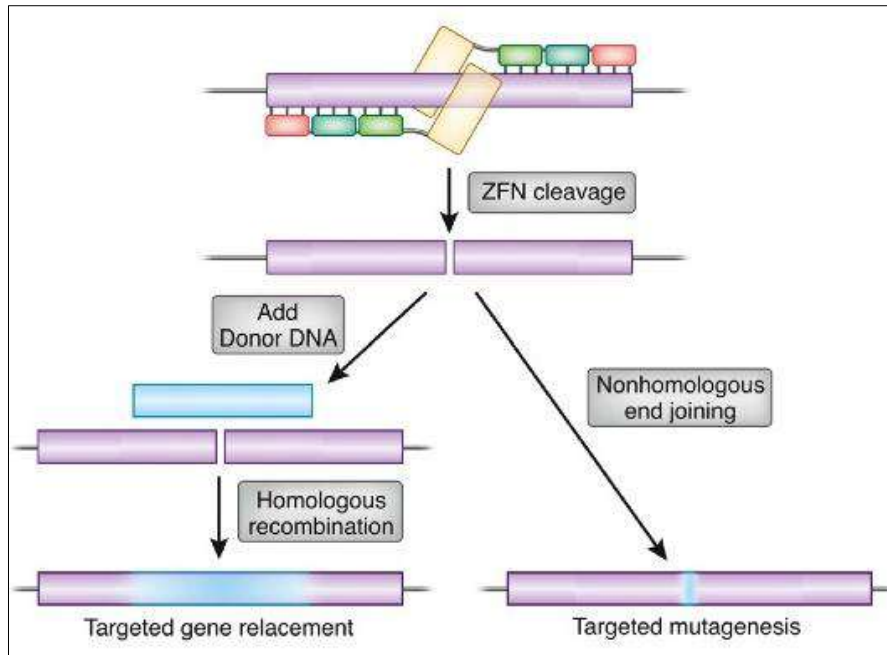 ZFN cleavage
Add
Donor DNA
Nonhomologous
end joining
Homologous
recombination
Targeted gene relacement
Targeted mutagenesis